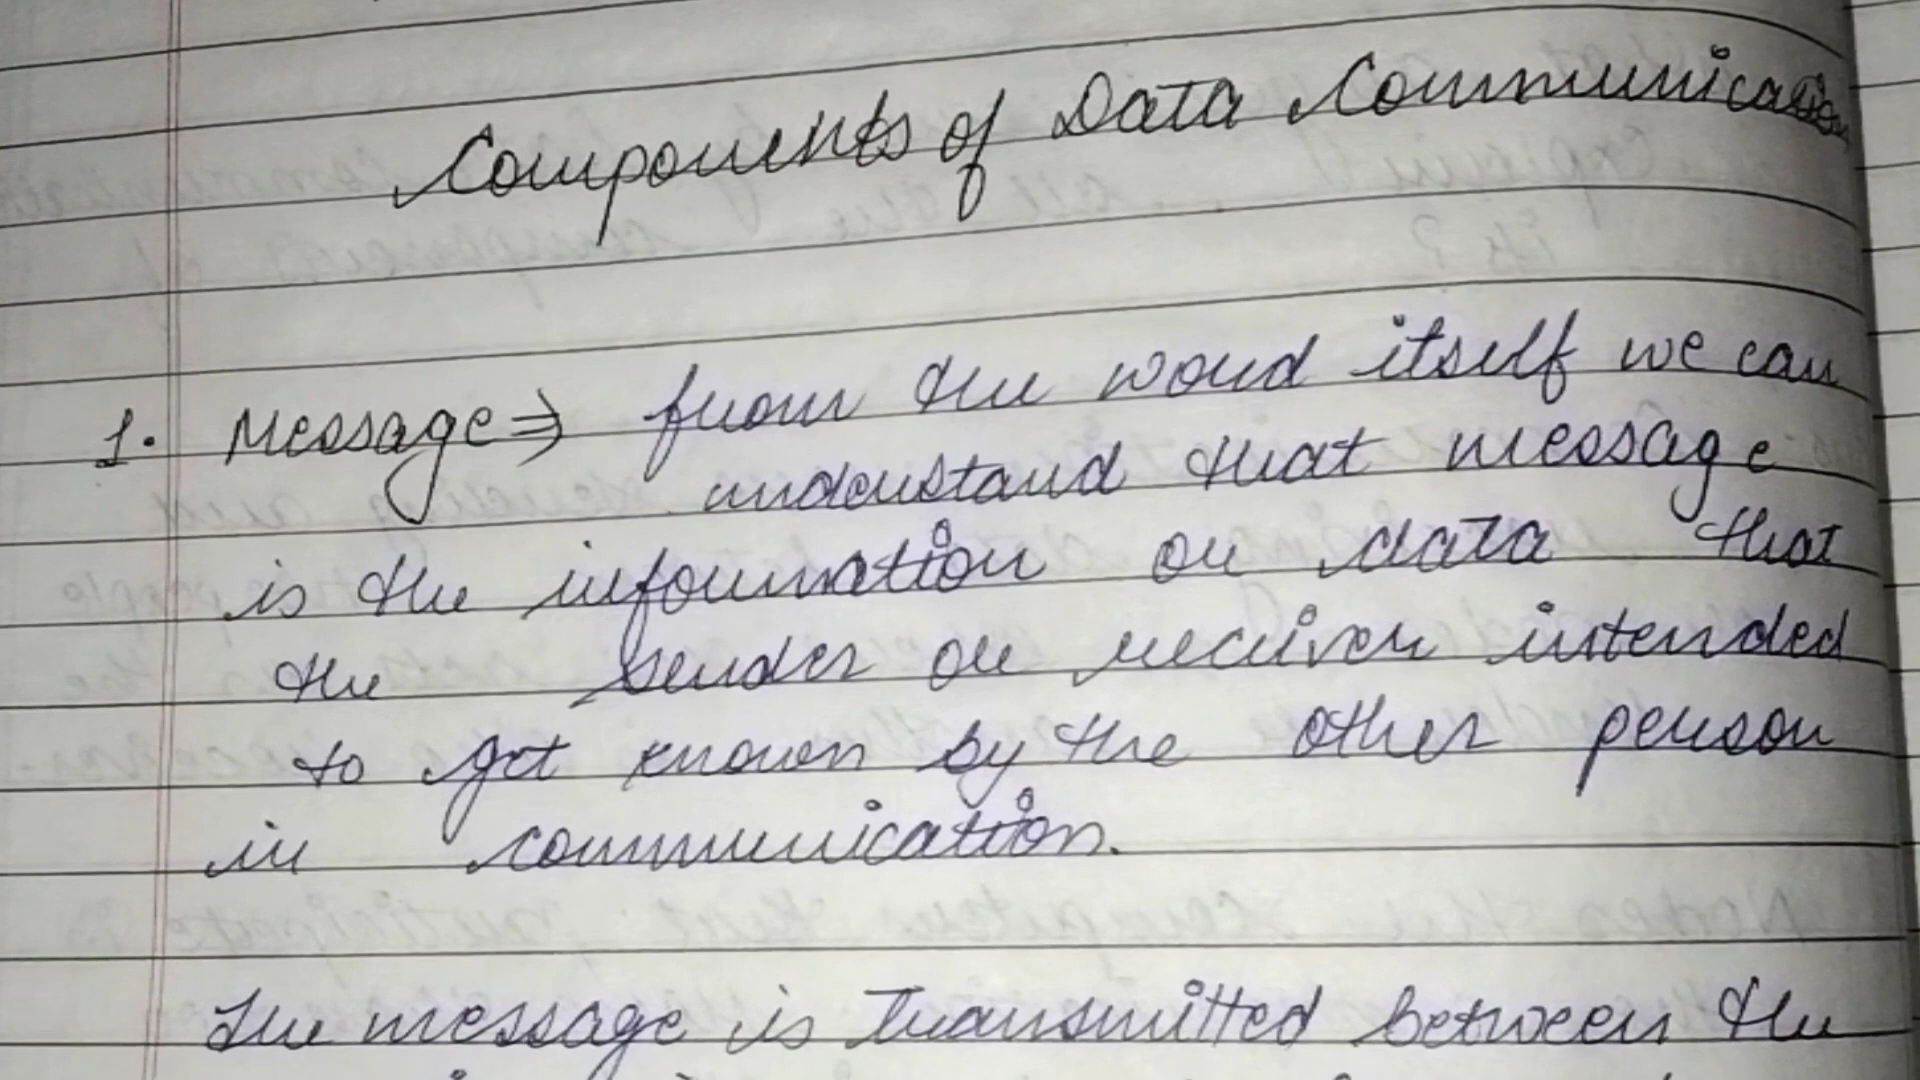 Components of Data Communication
1. Message ⇒ from the word itself we can
understand that message
is the information or data that
the sender or receiver intended
to get known by the other person
in communication.
The message is Transmitted between the